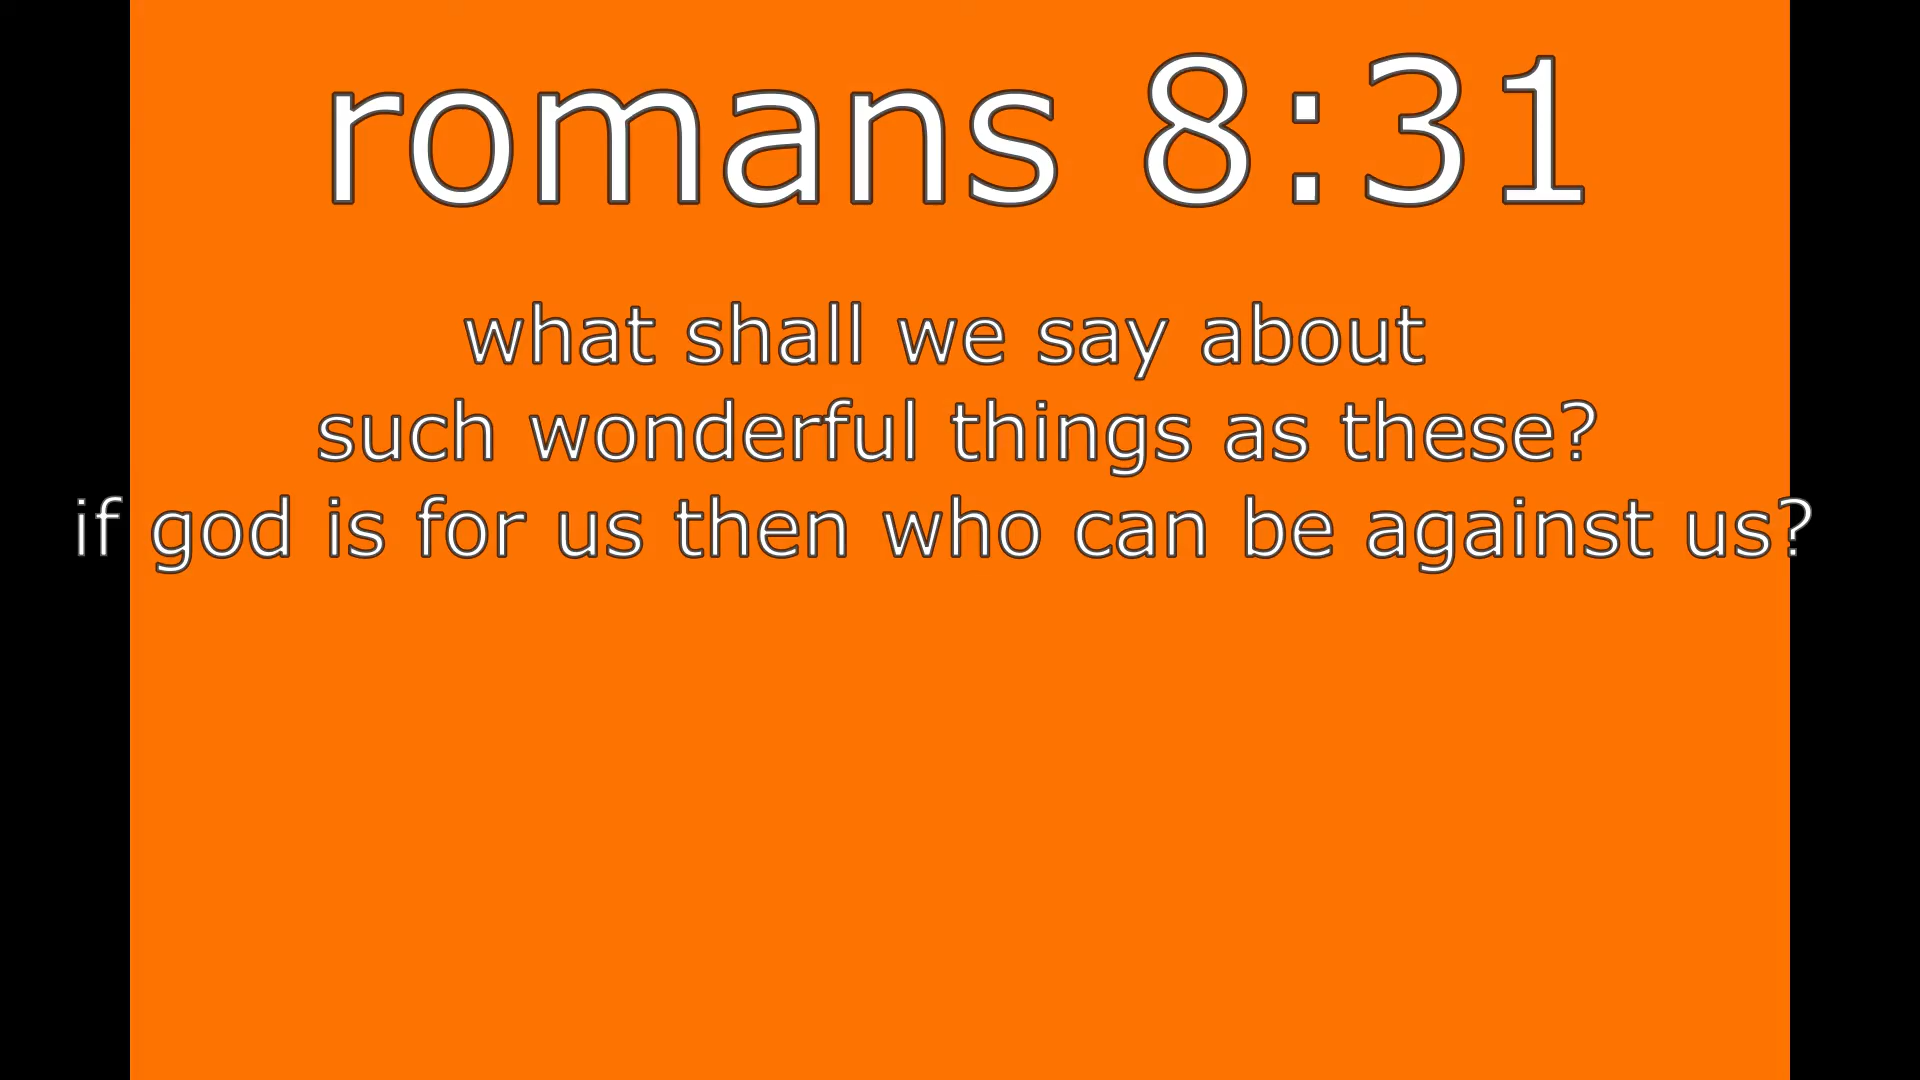 romans 8:31
what shall we say about
such wonderful things as these?
if god is for us then who can be against us?